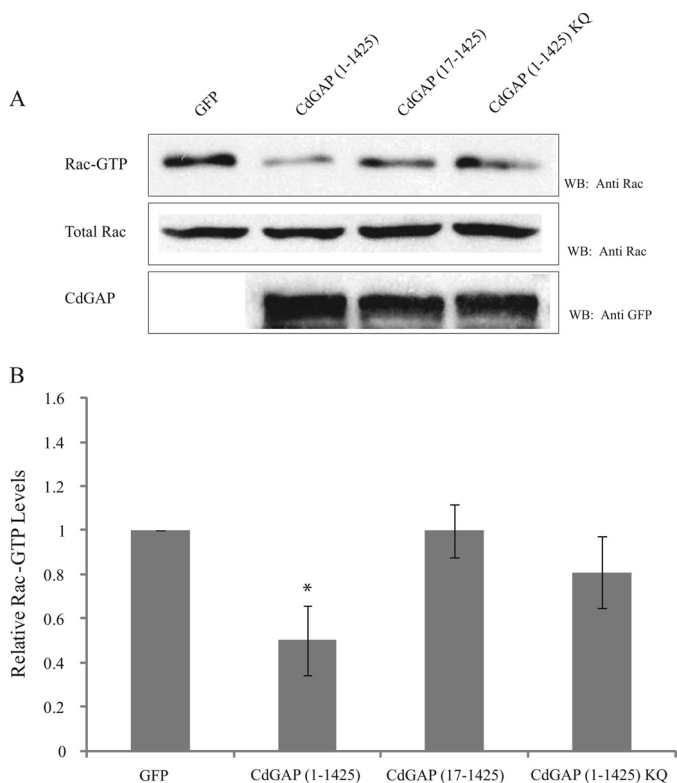 GFP
CdGAP (1-1425)
CdGAP (17-1425)
CdGAP (1-1425) KQ
A
Rac-GTP
WB: Anti Rac
Total Rac
WB: Anti Rac
CdGAP
WB: Anti GFP
B
Relative Rac-GTP Levels
1.6
1.4
1.2
1
0.8
0.6
0.4
0.2
0
*
GFP
CdGAP (1-1425)
CdGAP (17-1425)
CdGAP (1-1425) KQ